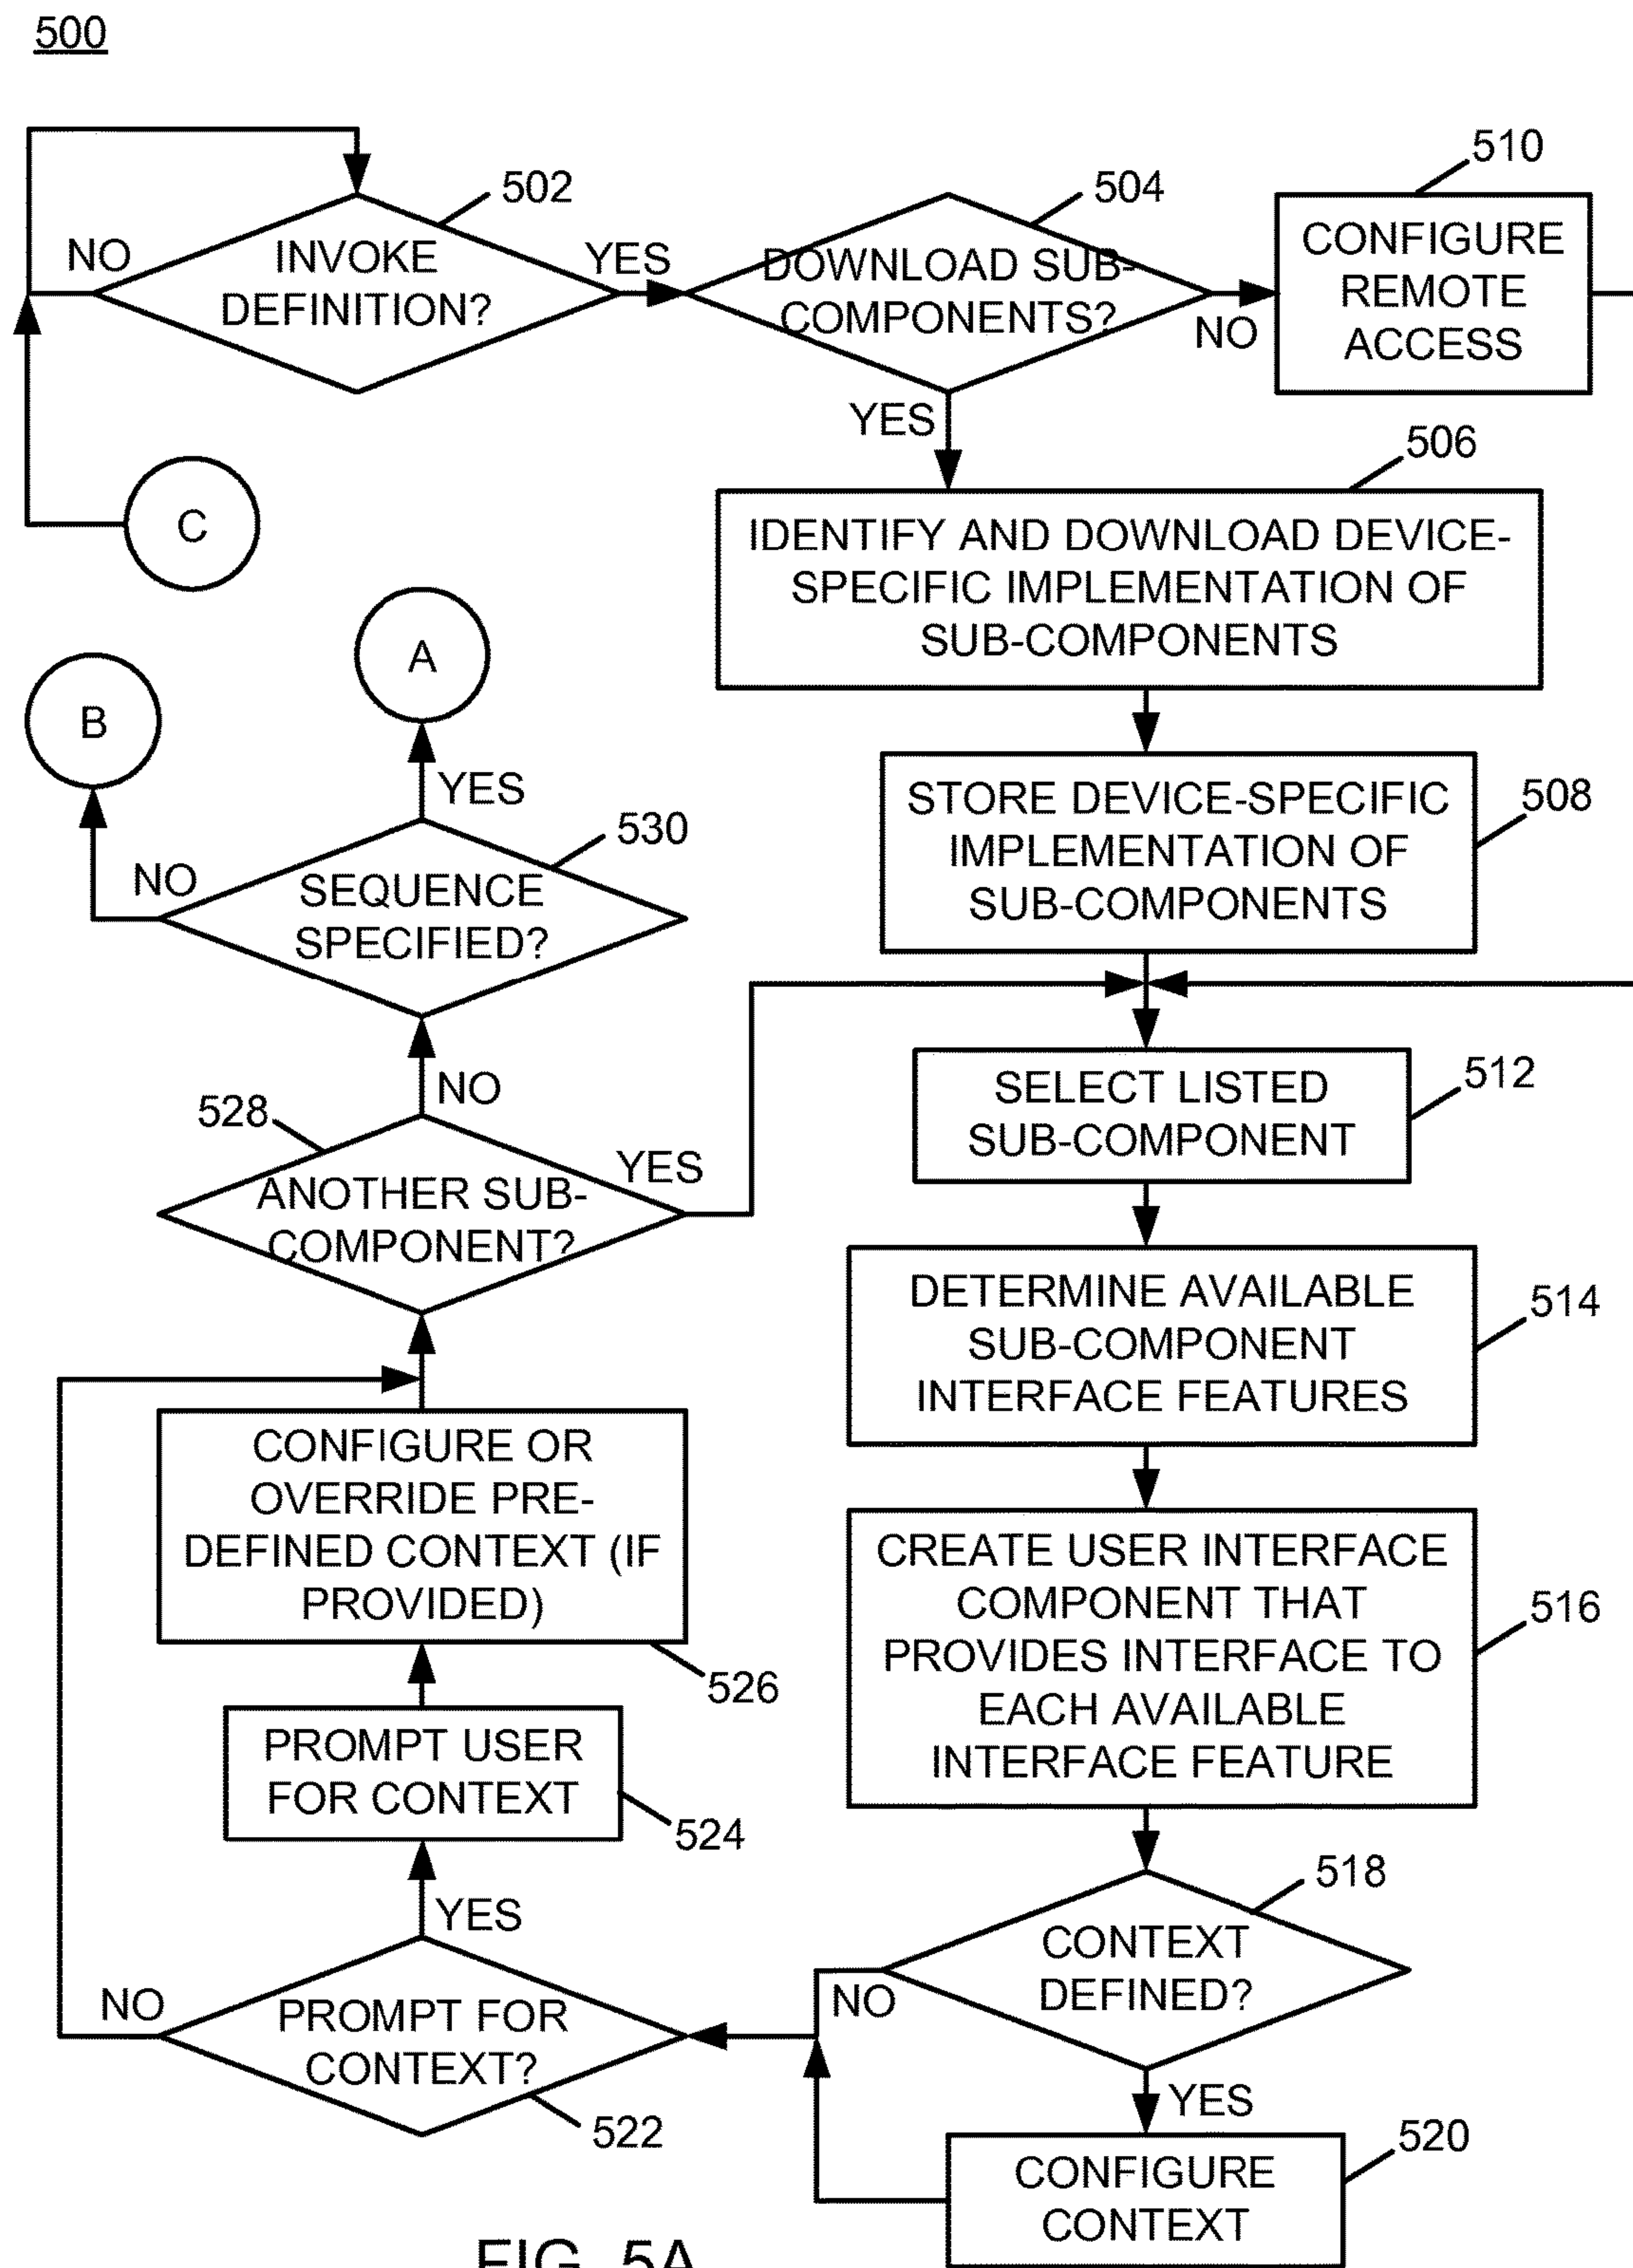 500
502
INVOKE
DEFINITION?
NO
YES
504
DOWNLOAD SUB-
COMPONENTS?
NO
YES
510
CONFIGURE
REMOTE
ACCESS
C
506
IDENTIFY AND DOWNLOAD DEVICE-
SPECIFIC IMPLEMENTATION OF
SUB-COMPONENTS
A
B
508
STORE DEVICE-SPECIFIC
IMPLEMENTATION OF
SUB-COMPONENTS
YES
530
NO
SEQUENCE
SPECIFIED?
512
SELECT LISTED
SUB-COMPONENT
NO
528
YES
ANOTHER SUB-
COMPONENT?
514
DETERMINE AVAILABLE
SUB-COMPONENT
INTERFACE FEATURES
CONFIGURE OR
OVERRIDE PRE-
DEFINED CONTEXT (IF
PROVIDED)
526
516
CREATE USER INTERFACE
COMPONENT THAT
PROVIDES INTERFACE TO
EACH AVAILABLE
INTERFACE FEATURE
PROMPT USER
FOR CONTEXT
524
518
CONTEXT
DEFINED?
NO
YES
YES
NO
PROMPT FOR
CONTEXT?
522
520
CONFIGURE
CONTEXT
FIG. 5A